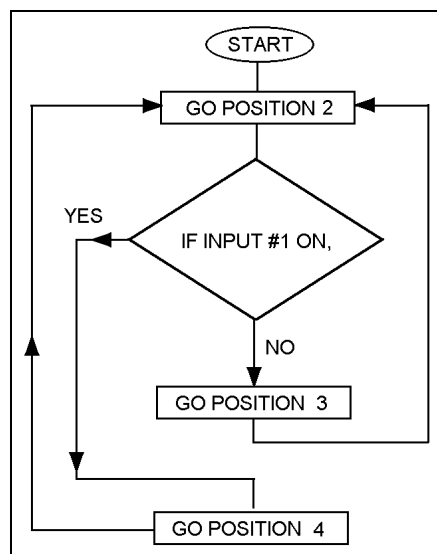 START
GO POSITION 2
YES
IF INPUT #1 ON,
NO
GO POSITION 3
GO POSITION 4